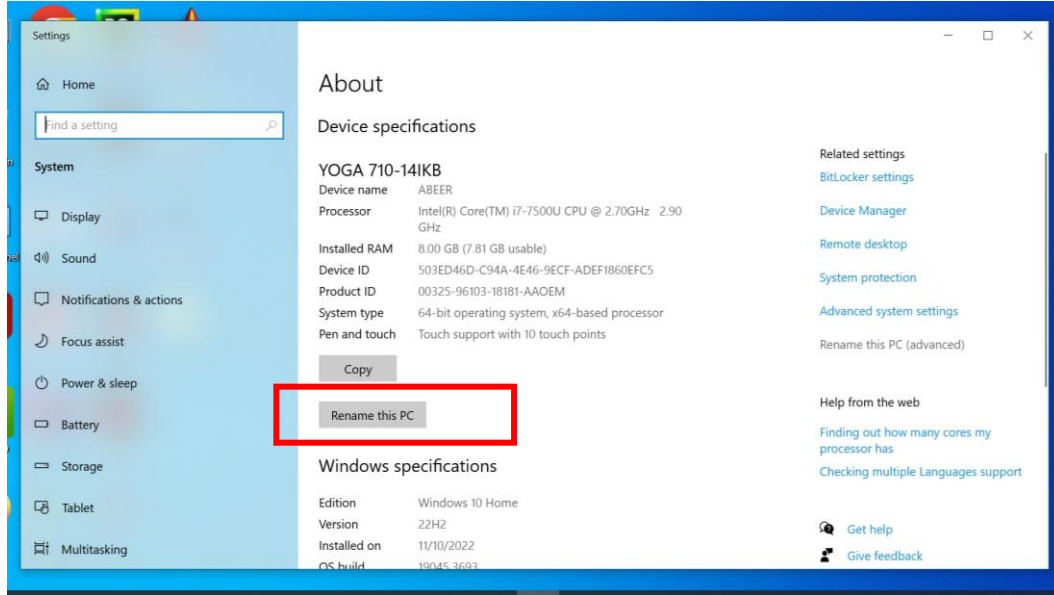 Settings
Home
Find a setting
System
Display
Sound
Notifications & actions
Focus assist
Power & sleep
Battery
Storage
Tablet
Multitasking
About
Device specifications
YOGA 710-14IKB
Device name ABEER
Processor Intel(R) Core(TM) i7-7500U CPU @ 2.70GHz 2.90
GHz
Installed RAM 8.00 GB (7.81 GB usable)
Device ID 503ED46D-C94A-4E46-9ECF-ADEF1860EFC5
Product ID 00325-96103-18181-AAOEM
System type 64-bit operating system, x64-based processor
Pen and touch Touch support with 10 touch points
Copy
Rename this PC
Windows specifications
Edition Windows 10 Home
Version 22H2
Installed on 11/10/2022
OS build 19045.3693
Related settings
BitLocker settings
Device Manager
Remote desktop
System protection
Advanced system settings
Rename this PC (advanced)
Help from the web
Finding out how many cores my
processor has
Checking multiple Languages support
Get help
Give feedback